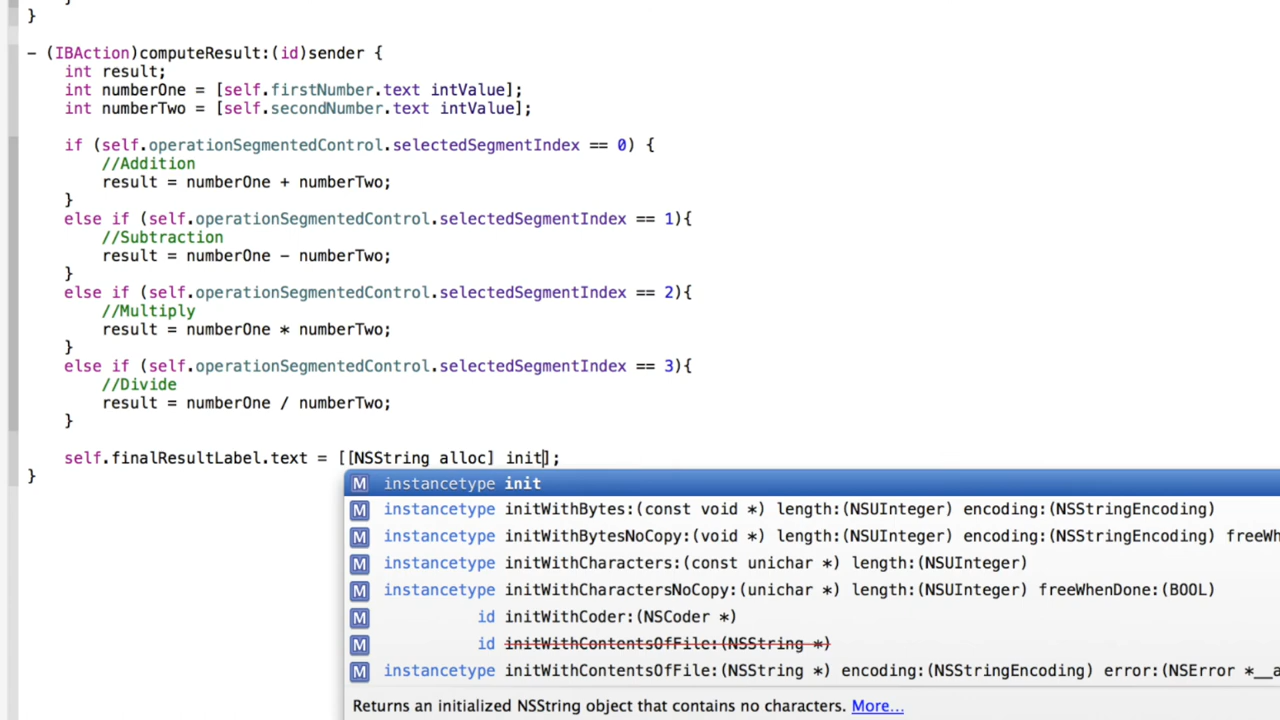 }
- (IBAction)computeResult:(id)sender {
int result;
int numberOne = [self.firstNumber.text intValue];
int numberTwo = [self.secondNumber.text intValue];
if (self.operationSegmentedControl.selectedSegmentIndex == 0) {
//Addition
result = numberOne + numberTwo;
}
else if (self.operationSegmentedControl.selectedSegmentIndex == 1){
//Subtraction
result = numberOne - numberTwo;
}
else if (self.operationSegmentedControl.selectedSegmentIndex == 2){
//Multiply
result = numberOne * numberTwo;
}
else if (self.operationSegmentedControl.selectedSegmentIndex == 3){
//Divide
result = numberOne / numberTwo;
}
self.finalResultLabel.text = [[NSString alloc] init];
}
M instancetype init
M instancetype initWithBytes:(const void *) length:(NSUInteger) encoding:(NSStringEncoding)
M instancetype initWithBytesNoCopy:(void *) length:(NSUInteger) encoding:(NSStringEncoding) freeWh
M instancetype initWithCharacters:(const unichar *) length:(NSUInteger)
M instancetype initWithCharactersNoCopy:(unichar *) length:(NSUInteger) freeWhenDone:(BOOL)
M id initWithCoder:(NSCoder *)
M id initWithContentsOfFile:(NSString *)
M instancetype initWithContentsOfFile:(NSString *) encoding:(NSStringEncoding) error:(NSError *__a
Returns an initialized NSString object that contains no characters. More...